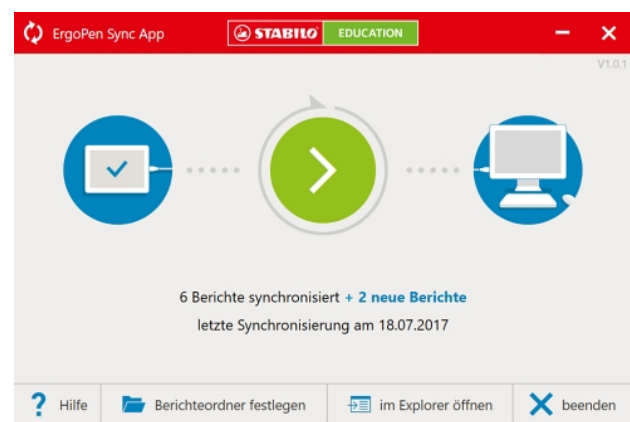 ErgoPen Sync App
STABILO EDUCATION
V1.0.1
6 Berichte synchronisiert + 2 neue Berichte
letzte Synchronisierung am 18.07.2017
? Hilfe
Berichteordner festlegen
im Explorer öffnen
beenden